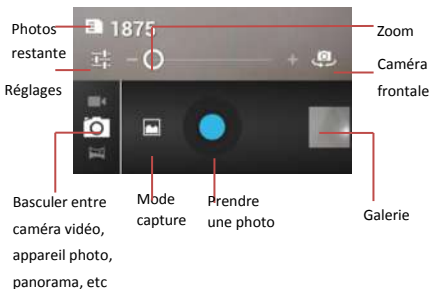 Photos
restante
1875
Zoom
Caméra
frontale
Réglages
Basculer entre
caméra vidéo,
appareil photo,
panorama, etc
Mode
capture
Prendre
une photo
Galerie